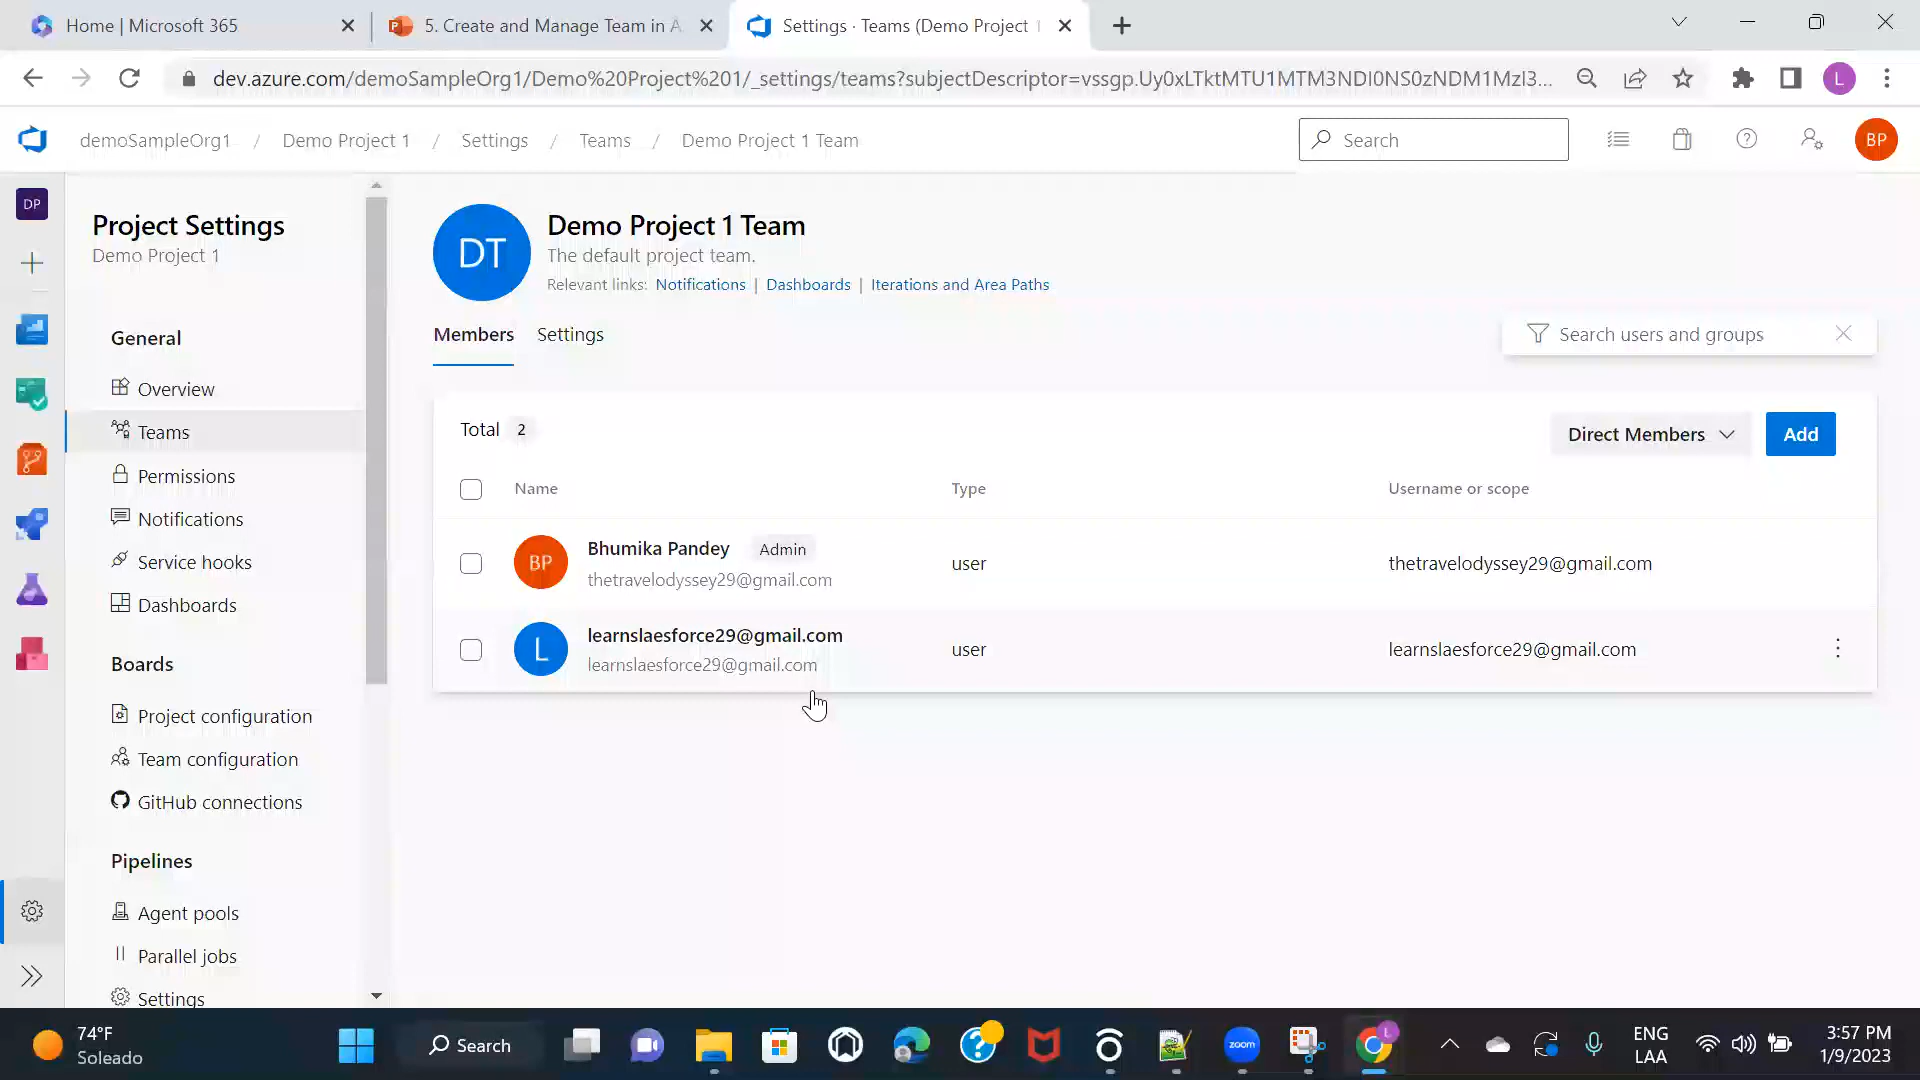 Home | Microsoft 365
5. Create and Manage Team in A
Settings · Teams (Demo Project 1
dev.azure.com/demoSampleOrg1/Demo%20Project%201/_settings/teams?subjectDescriptor=vssgp.Uy0xLTktMTU1MTM3NDI0NS0zNDM1Mzl3...
L
demoSampleOrg1 / Demo Project 1 / Settings / Teams / Demo Project 1 Team
Search
BP
DP
Project Settings
Demo Project 1
General
Overview
Teams
Permissions
Notifications
Service hooks
Dashboards
Boards
Project configuration
Team configuration
GitHub connections
Pipelines
Agent pools
Parallel jobs
Settings
DT
Demo Project 1 Team
The default project team.
Relevant links: Notifications | Dashboards | Iterations and Area Paths
Members Settings
Search users and groups
Total 2
Direct Members
Add
Name Type Username or scope
BP
Bhumika Pandey Admin
thetravelodyssey29@gmail.com
user
thetravelodyssey29@gmail.com
L
learnslaesforce29@gmail.com
learnslaesforce29@gmail.com
user
learnslaesforce29@gmail.com
74°F
Soleado
Search
zoom
L
ENG
LAA
3:57 PM
1/9/2023